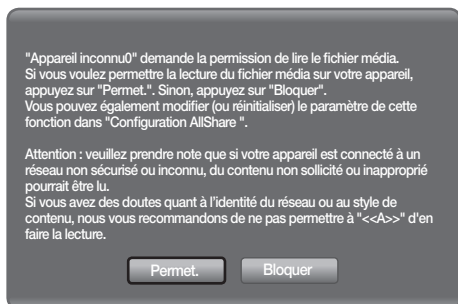 "Appareil inconnu0" demande la permission de lire le fichier média.
Si vous voulez permettre la lecture du fichier média sur votre appareil,
appuyez sur "Permet.". Sinon, appuyez sur "Bloquer".
Vous pouvez également modifier (ou réinitialiser) le paramètre de cette
fonction dans "Configuration AllShare ".
Attention : veuillez prendre note que si votre appareil est connecté à un
réseau non sécurisé ou inconnu, du contenu non sollicité ou inapproprié
pourrait être lu.
Si vous avez des doutes quant à l'identité du réseau ou au style de
contenu, nous vous recommandons de ne pas permettre à "<<A>>" d'en
faire la lecture.
Permet. Bloquer